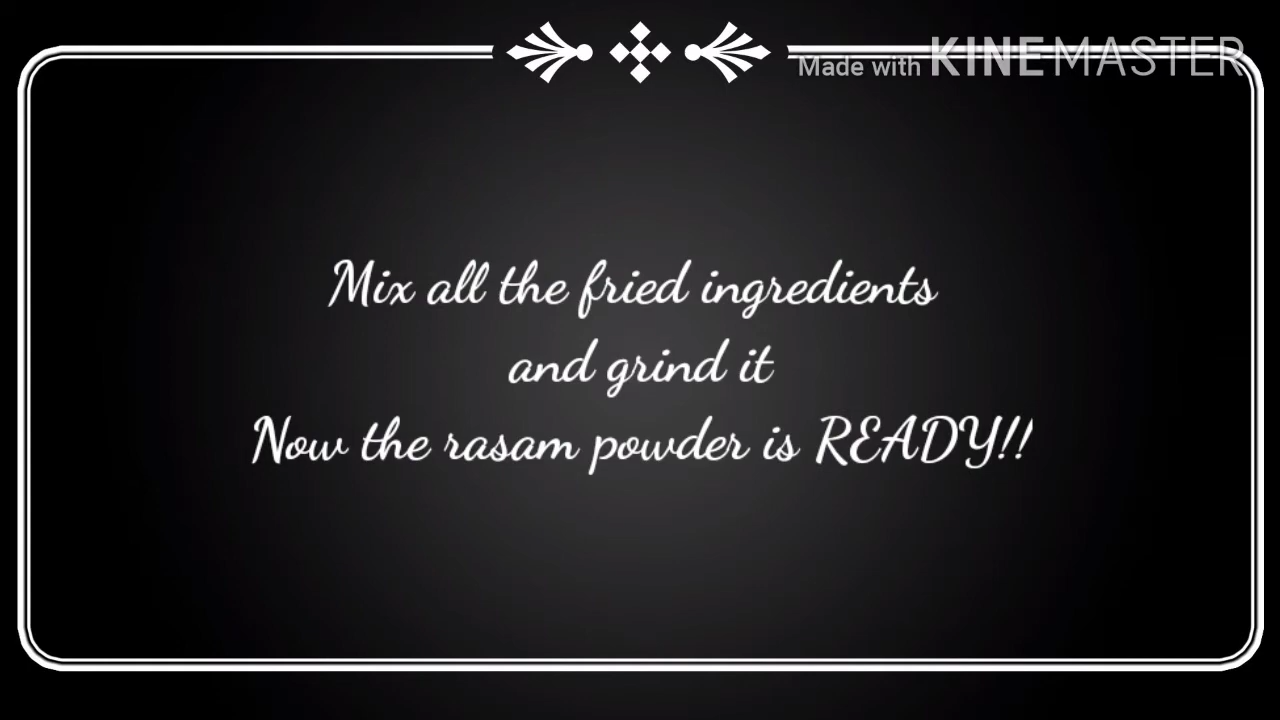 Made with KINEMASTER
Mix all the fried ingredients
and grind it
Now the rasam powder is READY!!